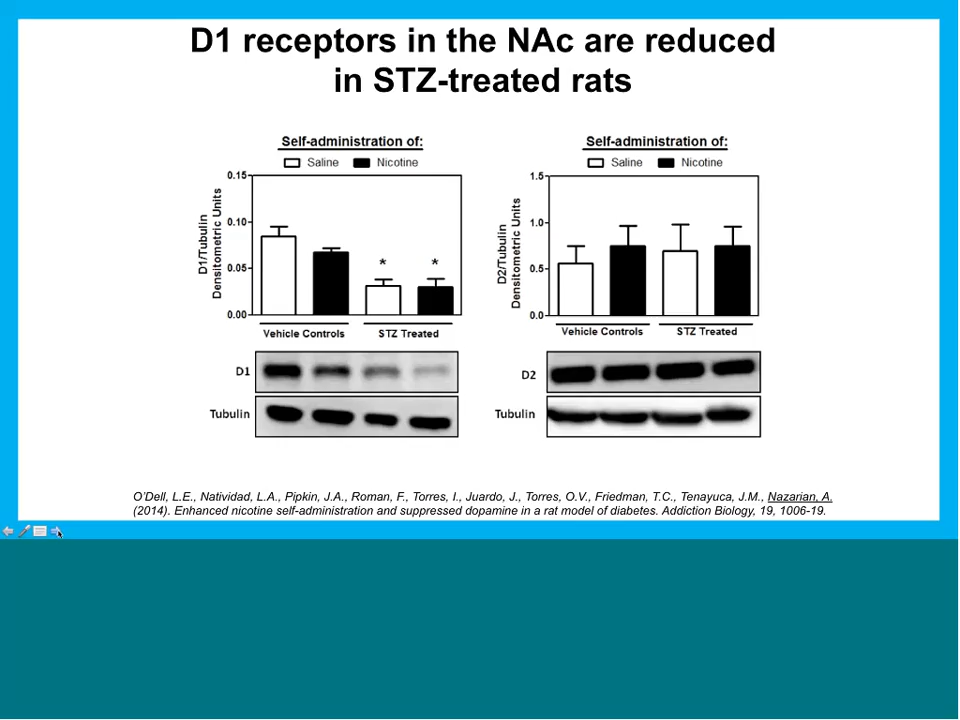 D1 receptors in the NAc are reduced
in STZ-treated rats
Self-administration of:
Saline Nicotine
D1/Tubulin
Densitometric Units
0.15
0.10
0.05
0.00
* *
Vehicle Controls STZ Treated
D1
Tubulin
Self-administration of:
Saline Nicotine
D2/Tubulin
Densitometric Units
1.5
1.0
0.5
0.0
Vehicle Controls STZ Treated
D2
Tubulin
O'Dell, L.E., Natividad, L.A., Pipkin, J.A., Roman, F., Torres, I., Juardo, J., Torres, O.V., Friedman, T.C., Tenayuca, J.M., Nazarian, A.
(2014). Enhanced nicotine self-administration and suppressed dopamine in a rat model of diabetes. Addiction Biology, 19, 1006-19.